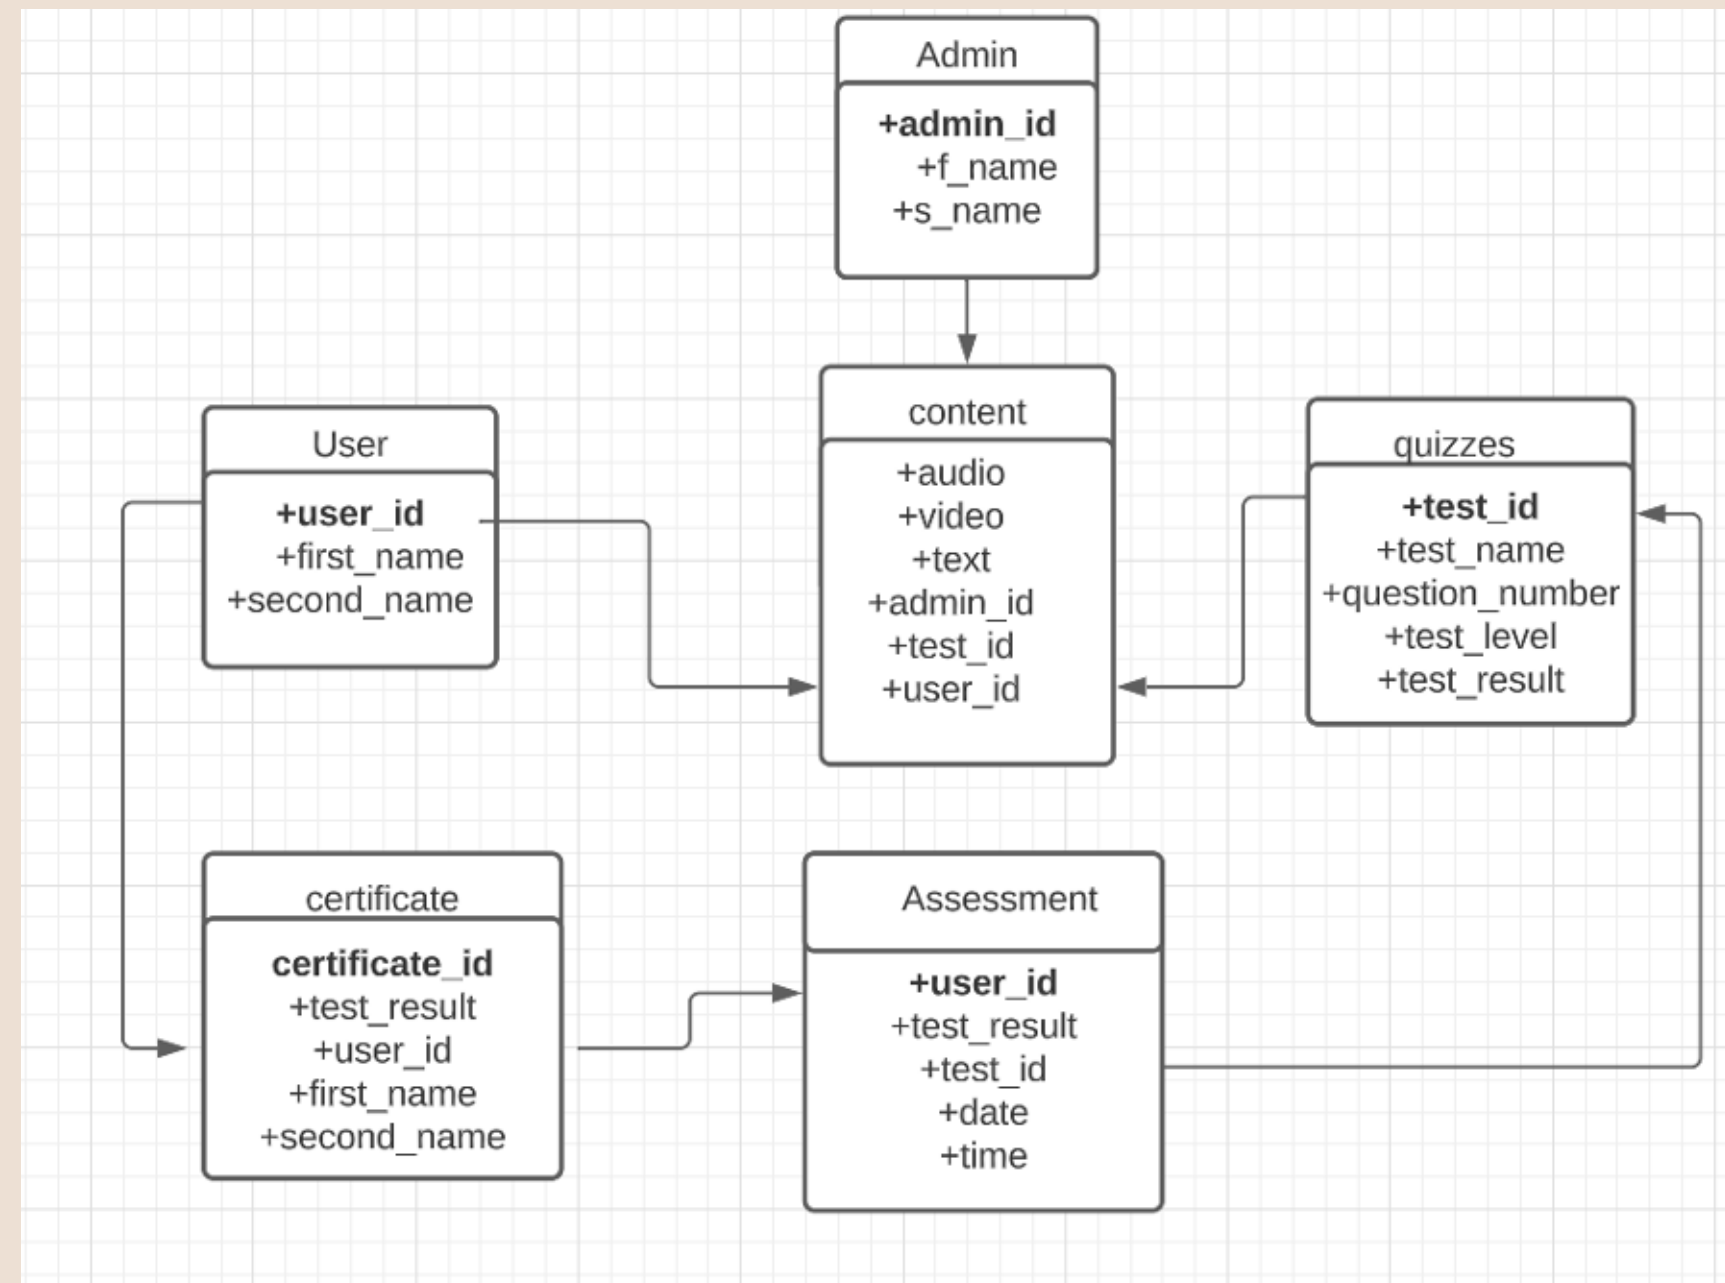 Admin
+admin_id
+f_name
+s_name
User
+user_id
+first_name
+second_name
content
+audio
+video
+text
+admin_id
+test_id
+user_id
quizzes
+test_id
+test_name
+question_number
+test_level
+test_result
certificate
certificate_id
+test_result
+user_id
+first_name
+second_name
Assessment
+user_id
+test_result
+test_id
+date
+time